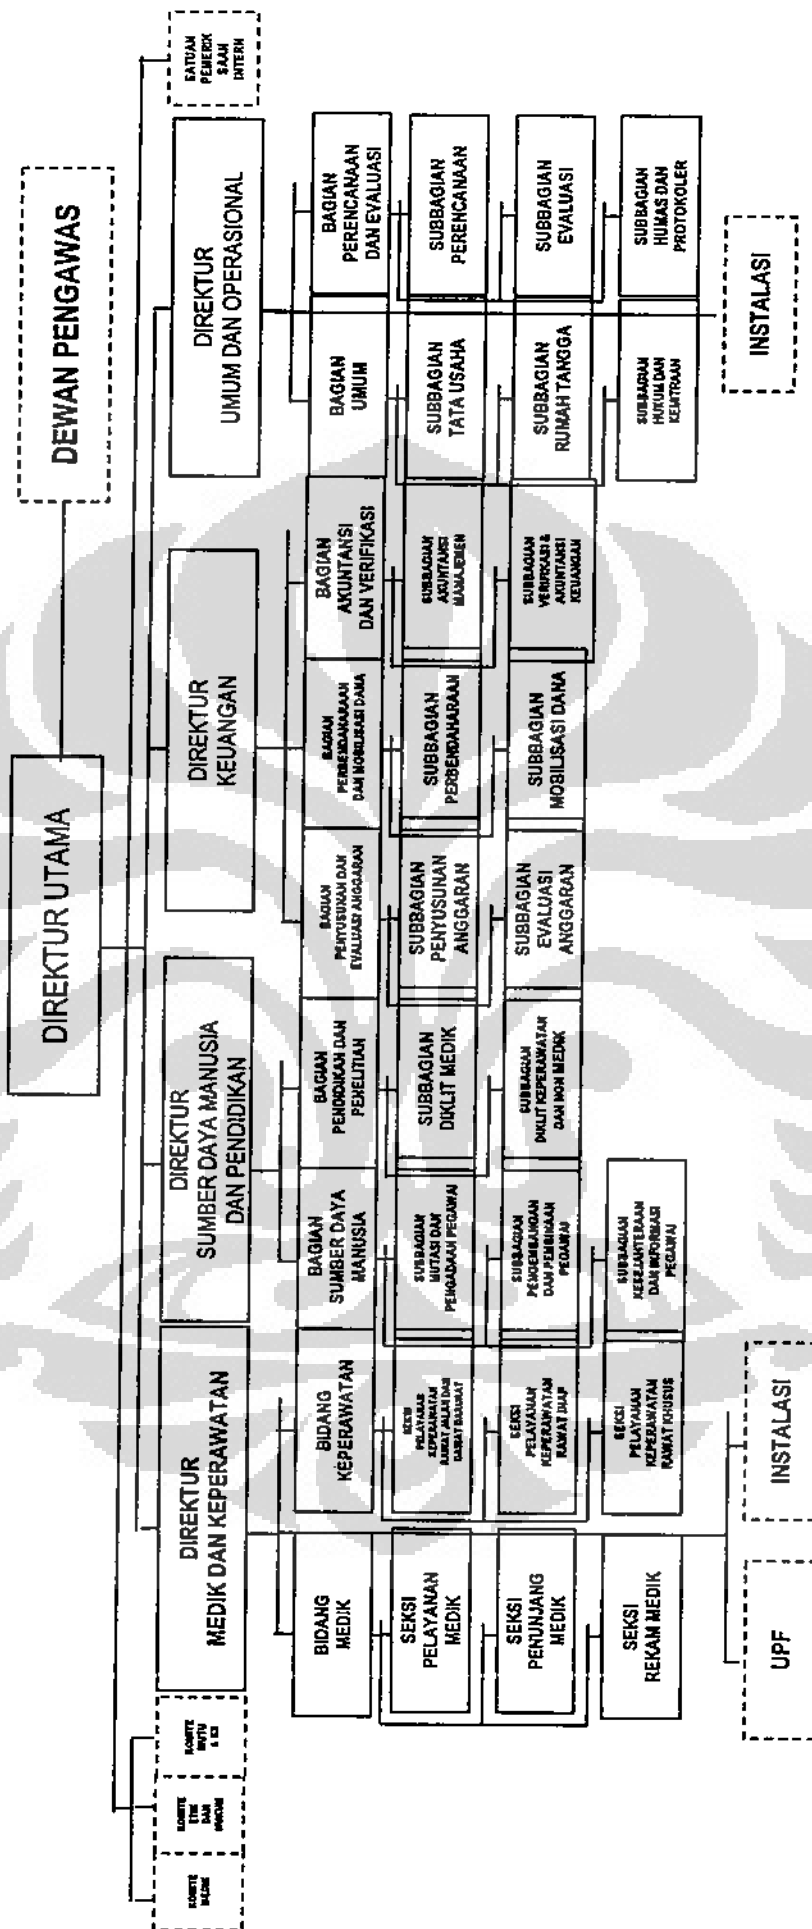 DIREKTUR UTAMA
DEWAN PENGAWAS
SATUAN
PEMERIK
SAAN
INTERN
KOMITE
MEDIK
KOMITE
ETIK
DAN
HUKUM
KOMITE
MUTU
& K3
DIREKTUR
MEDIK DAN KEPERAWATAN
DIREKTUR
SUMBER DAYA MANUSIA
DAN PENDIDIKAN
DIREKTUR
KEUANGAN
DIREKTUR
UMUM DAN OPERASIONAL
BIDANG
MEDIK
BIDANG
KEPERAWATAN
BAGIAN
SUMBER DAYA
MANUSIA
BAGIAN
PENDIDIKAN DAN
PENELITIAN
BAGIAN
PENYUSUNAN DAN
EVALUASI ANGGARAN
BAGIAN
PERBENDAHARAAN
DAN MOBILISASI DANA
BAGIAN
AKUNTANSI
DAN VERIFIKASI
BAGIAN
UMUM
BAGIAN
PERENCANAAN
DAN EVALUASI
SEKSI
PELAYANAN
MEDIK
SEKSI
PELAYANAN
KEPERAWATAN
RAWAT JALAN DAN
GAWAT DARURAT
SUBBAGIAN
MUTASI DAN
PENGADAAN PEGAWAI
SUBBAGIAN
DIKLIT MEDIK
SUBBAGIAN
PENYUSUNAN
ANGGARAN
SUBBAGIAN
PERBENDAHARAAN
SUBBAGIAN
AKUNTANSI
MANAJEMEN
SUBBAGIAN
TATA USAHA
SUBBAGIAN
PERENCANAAN
SEKSI
PENUNJANG
MEDIK
SEKSI
PELAYANAN
KEPERAWATAN
RAWAT INAP
SUBBAGIAN
PENGEMBANGAN
DAN PEMBINAAN
PEGAWAI
SUBBAGIAN
DIKLIT KEPERAWATAN
DAN NON MEDIK
SUBBAGIAN
EVALUASI
ANGGARAN
SUBBAGIAN
MOBILISASI DANA
SUBBAGIAN
VERIFIKASI &
AKUNTANSI
KEUANGAN
SUBBAGIAN
RUMAH TANGGA
SUBBAGIAN
EVALUASI
SEKSI
REKAM MEDIK
SEKSI
PELAYANAN
KEPERAWATAN
RAWAT KHUSUS
SUBBAGIAN
KESEJAHTERAAN
DAN INFORMASI
PEGAWAI
SUBBAGIAN
HUKUM DAN
KEMITRAAN
SUBBAGIAN
HUMAS DAN
PROTOKOLER
UPF
INSTALASI
INSTALASI